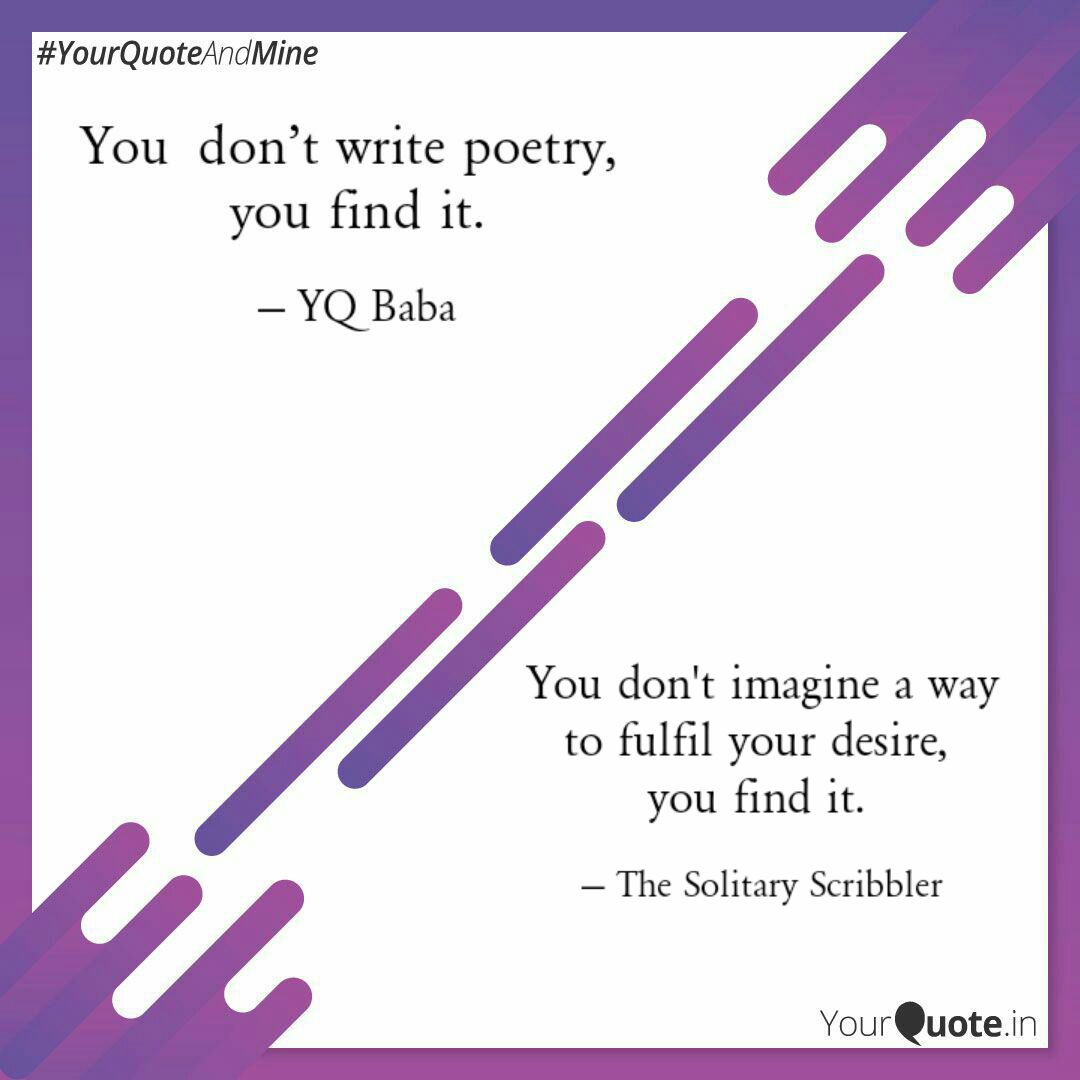 #YourQuoteAndMine
You don’t write poetry,
you find it.
– YQ Baba
You don't imagine a way
to fulfil your desire,
you find it.
– The Solitary Scribbler
YourQuote.in